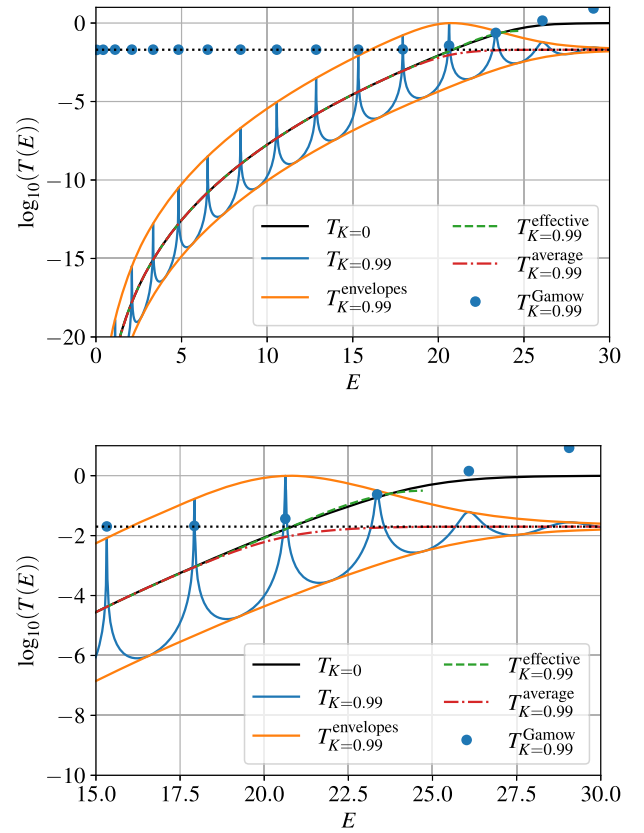 log₁₀(T(E))
0
−5
−10
−15
−20
0 5 10 15 20 25 30
E
T_{K=0}
T_{K=0.99}
T^{envelopes}_{K=0.99}
T^{effective}_{K=0.99}
T^{average}_{K=0.99}
T^{Gamow}_{K=0.99}
log₁₀(T(E))
0
−2
−4
−6
−8
−10
15.0 17.5 20.0 22.5 25.0 27.5 30.0
E
T_{K=0}
T_{K=0.99}
T^{envelopes}_{K=0.99}
T^{effective}_{K=0.99}
T^{average}_{K=0.99}
T^{Gamow}_{K=0.99}